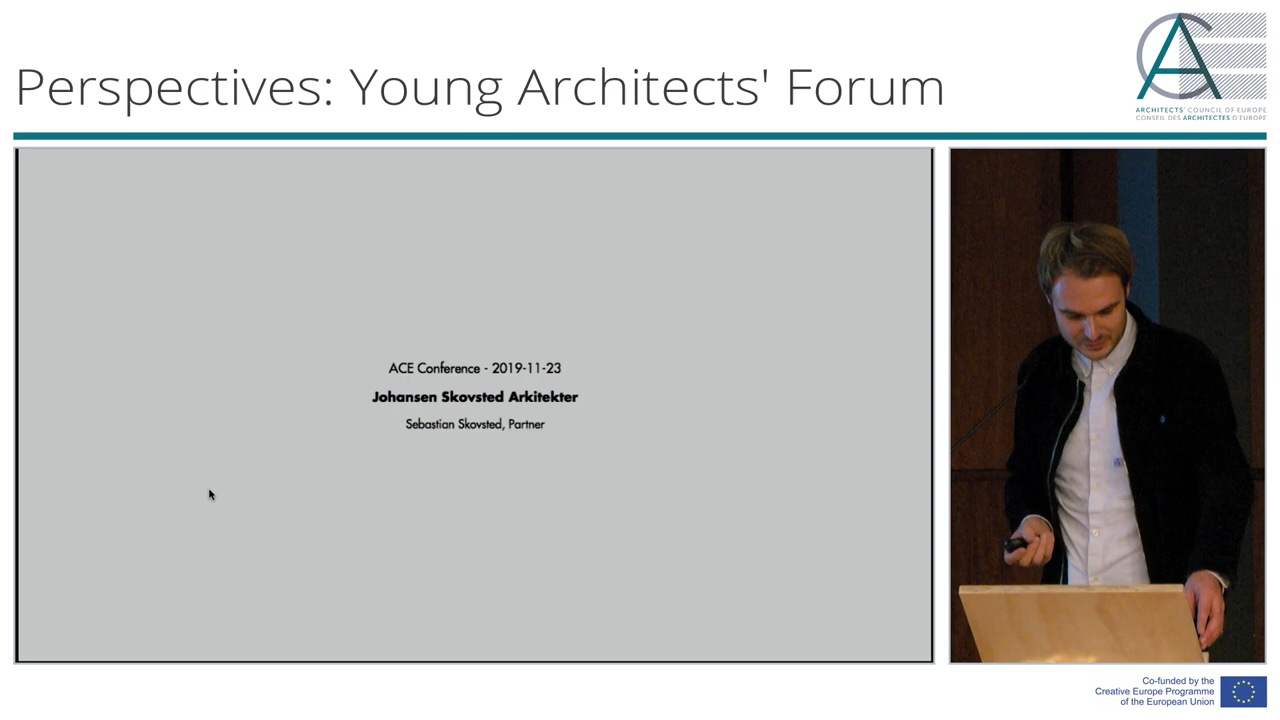 Perspectives: Young Architects' Forum
ARCHITECTS' COUNCIL OF EUROPE
CONSEIL DES ARCHITECTES D'EUROPE
ACE Conference - 2019-11-23
Johansen Skovsted Arkitekter
Sebastian Skovsted, Partner
Co-funded by the
Creative Europe Programme
of the European Union